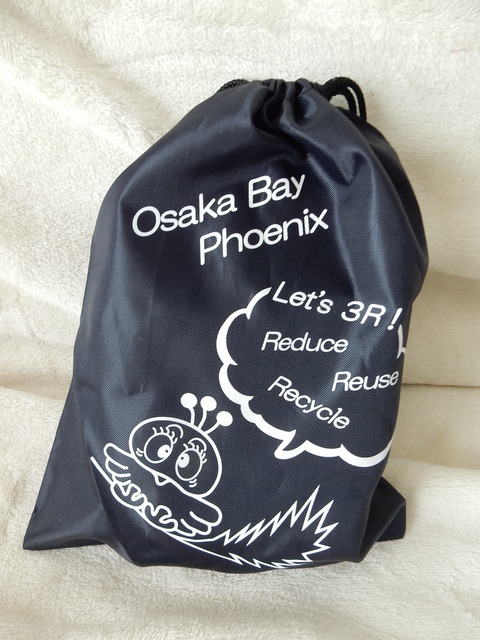 Osaka Bay
Phoenix
Let's 3R!
Reduce
Reuse
Recycle